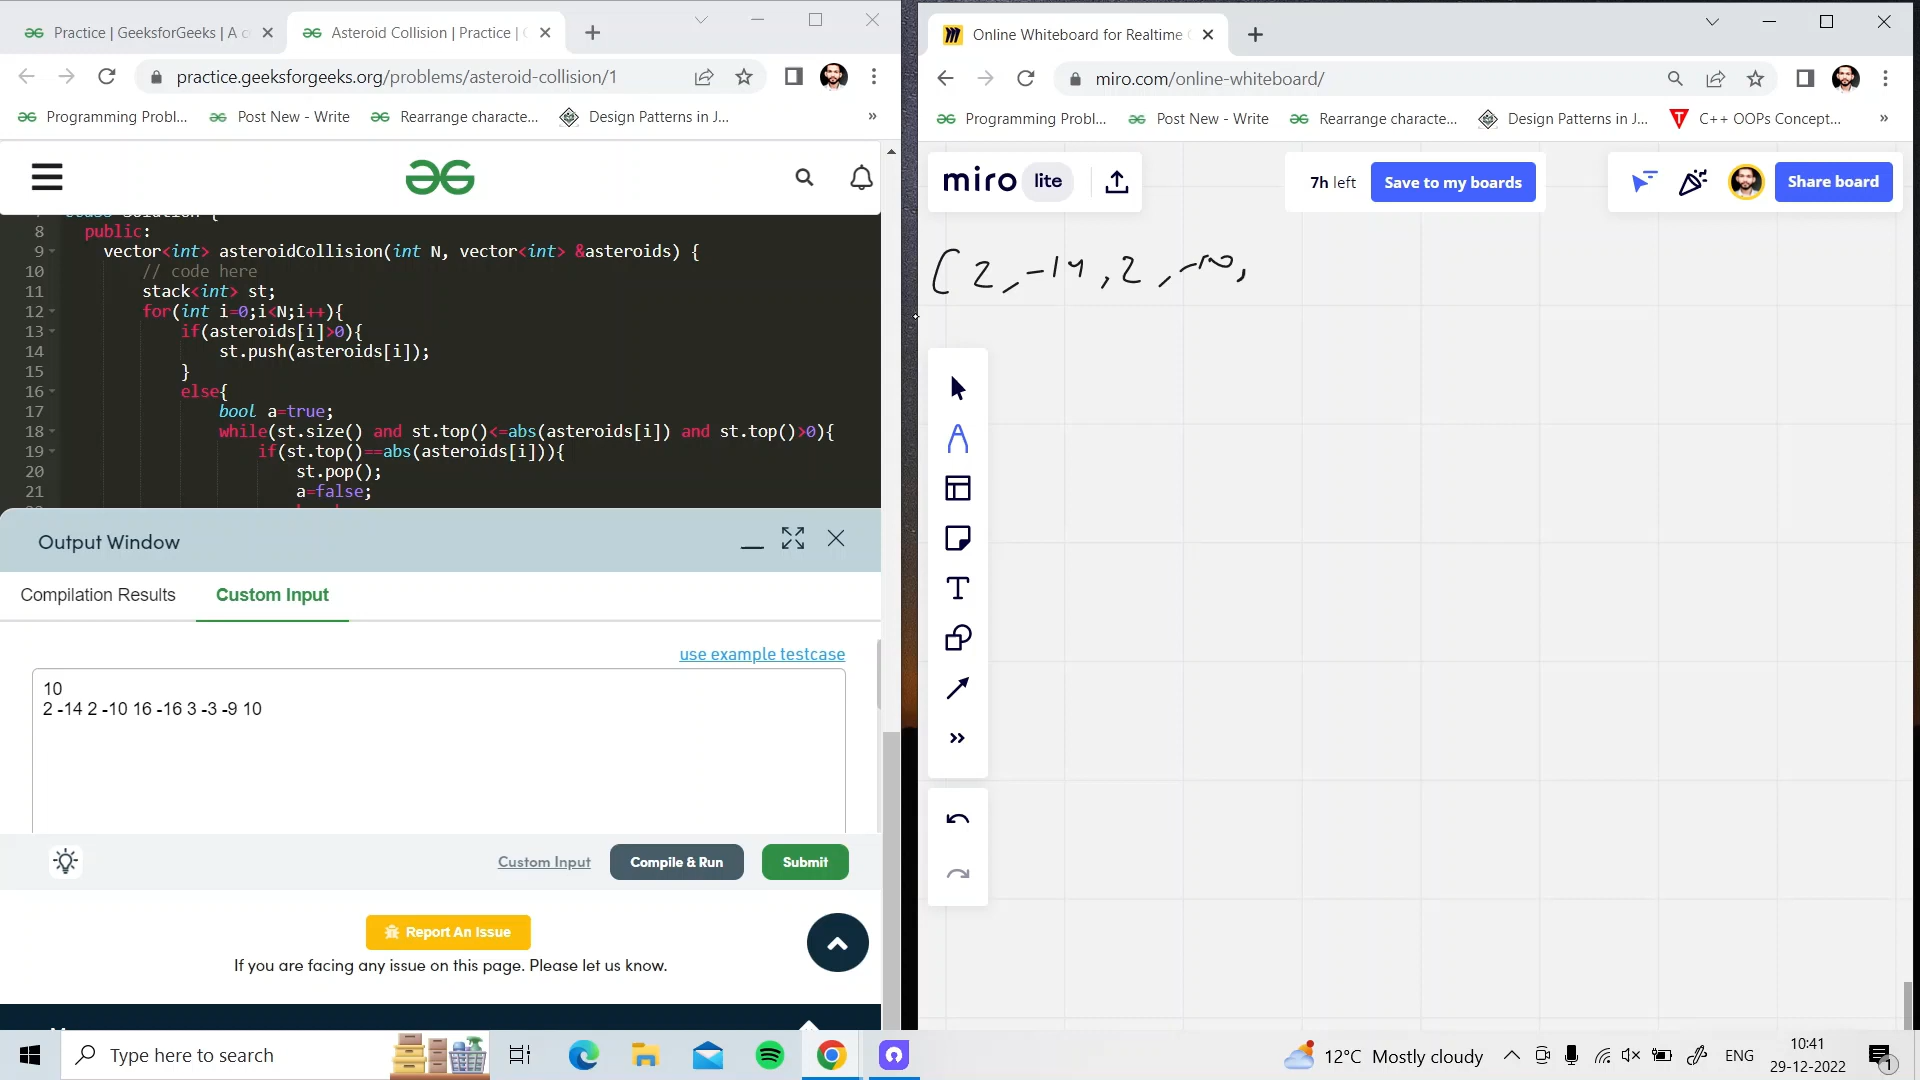 Practice | GeeksforGeeks | A c
Asteroid Collision | Practice |
practice.geeksforgeeks.org/problems/asteroid-collision/1
Programming Probl...
Post New - Write
Rearrange characte...
Design Patterns in J...
»
8 public:
9 vector<int> asteroidCollision(int N, vector<int> &asteroids) {
10 // code here
11 stack<int> st;
12 for(int i=0;i<N;i++){
13 if(asteroids[i]>0){
14 st.push(asteroids[i]);
15 }
16 else{
17 bool a=true;
18 while(st.size() and st.top()<=abs(asteroids[i]) and st.top()>0){
19 if(st.top()==abs(asteroids[i])){
20 st.pop();
21 a=false;
Output Window
Compilation Results
Custom Input
use example testcase
10
2 -14 2 -10 16 -16 3 -3 -9 10
Custom Input
Compile & Run
Submit
Report An Issue
If you are facing any issue on this page. Please let us know.
Online Whiteboard for Realtime
miro.com/online-whiteboard/
Programming Probl...
Post New - Write
Rearrange characte...
Design Patterns in J...
C++ OOPs Concept...
»
miro lite
7h left
Save to my boards
Share board
[ 2, -14, 2, -10,
Type here to search
12°C Mostly cloudy
ENG
10:41
29-12-2022
1